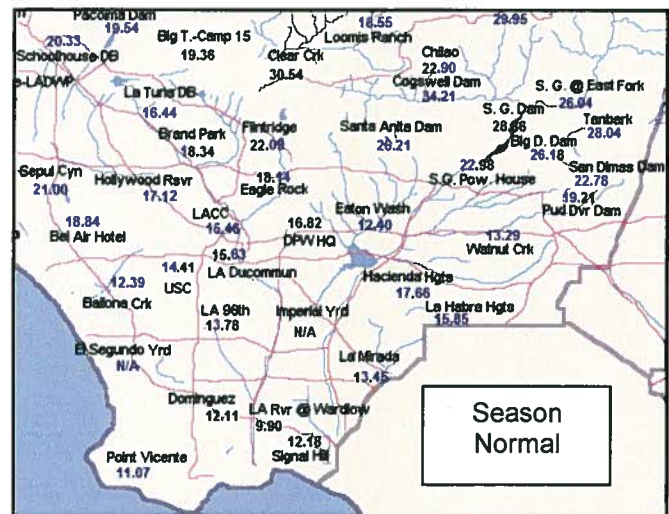 Pacoima Dam
19.54
Big T.-Camp 15
19.36
18.55
Loomis Ranch
29.95
20.33
Schoolhouse DB
Clear Crk
30.54
Chilao
22.90
Cogswell Dam
34.21
e-LADWP
La Tuna DB
16.44
S. G. @ East Fork
26.04
S. G. Dam
28.66
Tanbark
28.04
Brand Park
18.34
Flintridge
22.09
Santa Anita Dam
26.21
Big D. Dam
26.18
Sepul Cyn
21.00
Hollywood Rsvr
17.12
18.14
Eagle Rock
22.98
S.G. Pow. House
San Dimas Dam
22.78
19.21
Pud Dvr Dam
18.84
Bel Air Hotel
LACC
16.46
16.82
DPW HQ
Eaton Wash
12.40
13.29
Walnut Crk
15.63
LA Ducommun
12.39
Ballona Crk
14.41
USC
Hacienda Hgts
17.66
LA 96th
13.78
Imperial Yrd
N/A
La Habra Hgts
15.85
El Segundo Yrd
N/A
La Mirada
13.45
Dominguez
12.11
LA Rvr @ Wardlow
9.90
12.18
Signal Hill
Point Vicente
11.07
Season
Normal